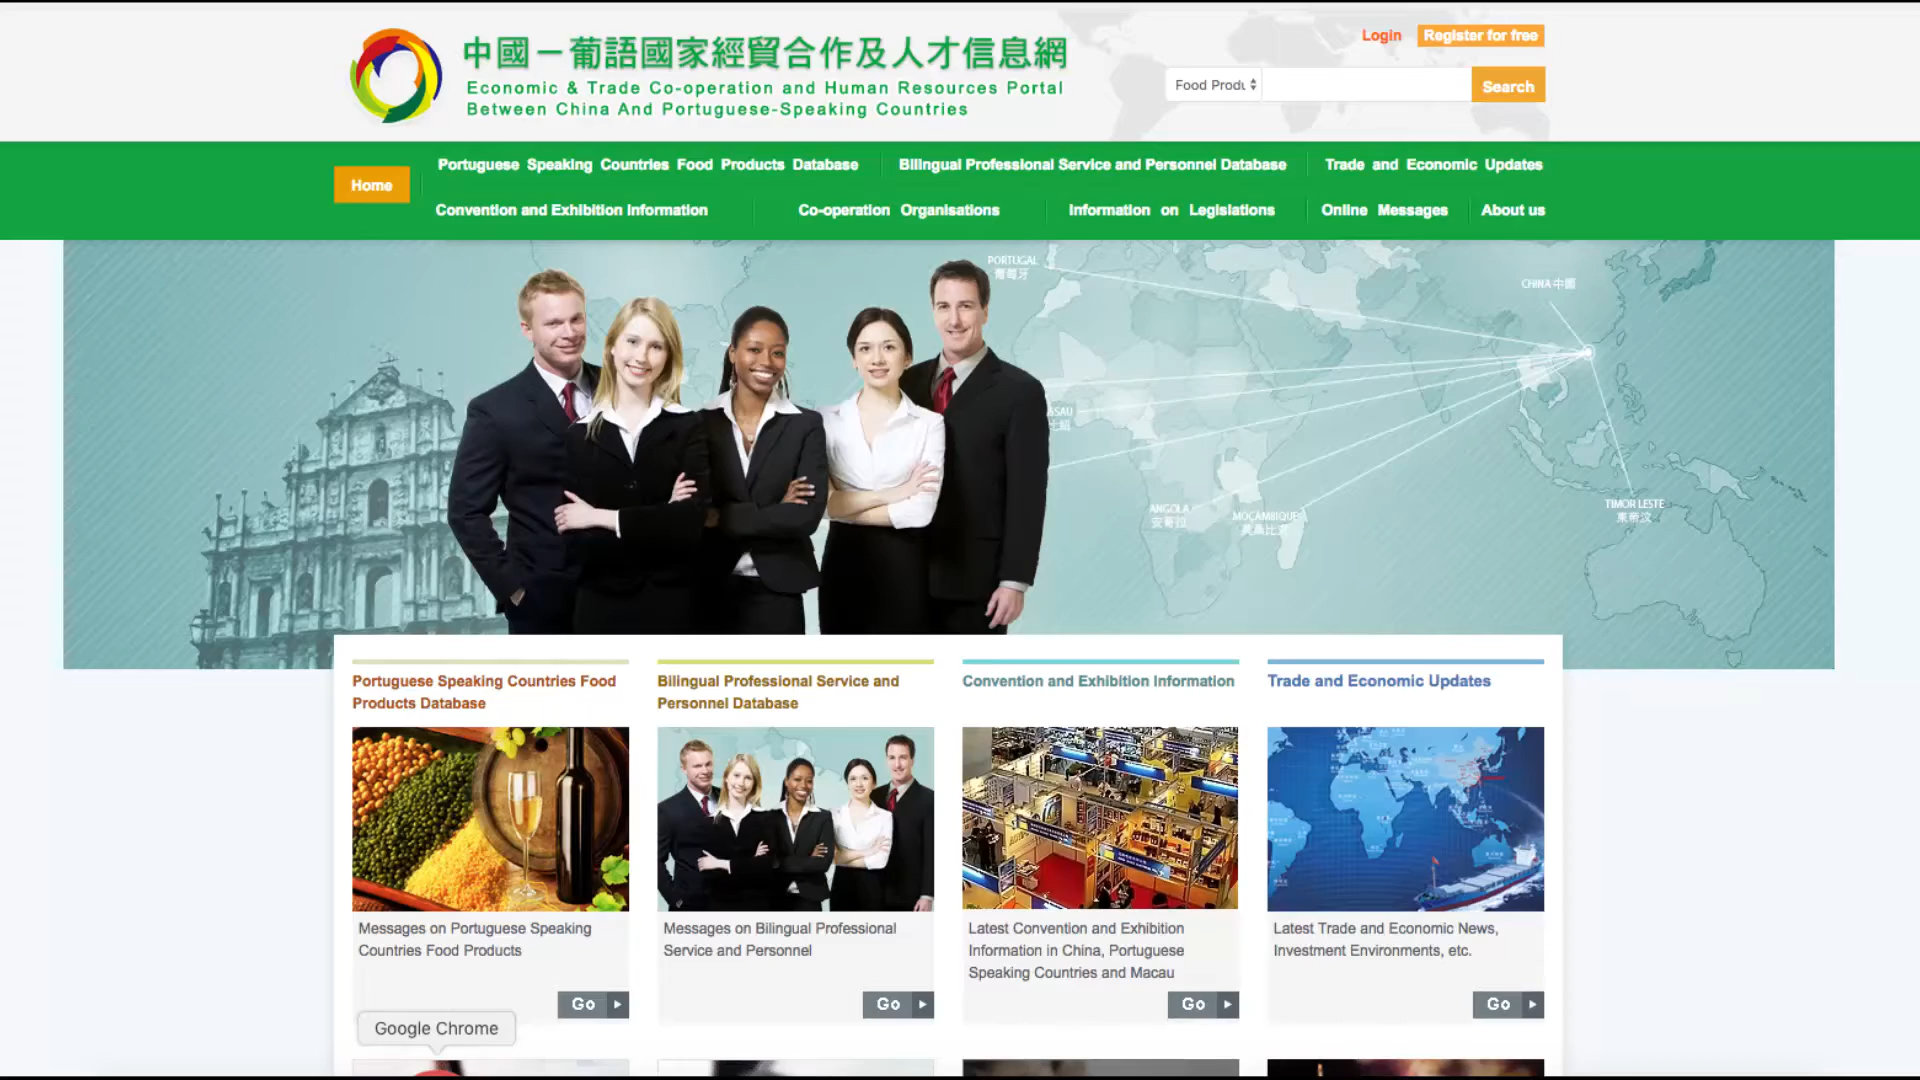 中國－葡語國家經貿合作及人才信息網
Economic & Trade Co-operation and Human Resources Portal
Between China And Portuguese-Speaking Countries
Login
Register for free
Food Produ
Search
Home
Portuguese Speaking Countries Food Products Database
Bilingual Professional Service and Personnel Database
Trade and Economic Updates
Convention and Exhibition Information
Co-operation Organisations
Information on Legislations
Online Messages
About us
PORTUGAL
葡萄牙
CHINA 中國
SSAU
ANGOLA
安哥拉
MOÇAMBIQUE
莫桑比克
TIMOR LESTE
東帝汶
Portuguese Speaking Countries Food
Products Database
Bilingual Professional Service and
Personnel Database
Convention and Exhibition Information
Trade and Economic Updates
Messages on Portuguese Speaking
Countries Food Products
Go
Messages on Bilingual Professional
Service and Personnel
Go
Latest Convention and Exhibition
Information in China, Portuguese
Speaking Countries and Macau
Go
Latest Trade and Economic News,
Investment Environments, etc.
Go
Google Chrome